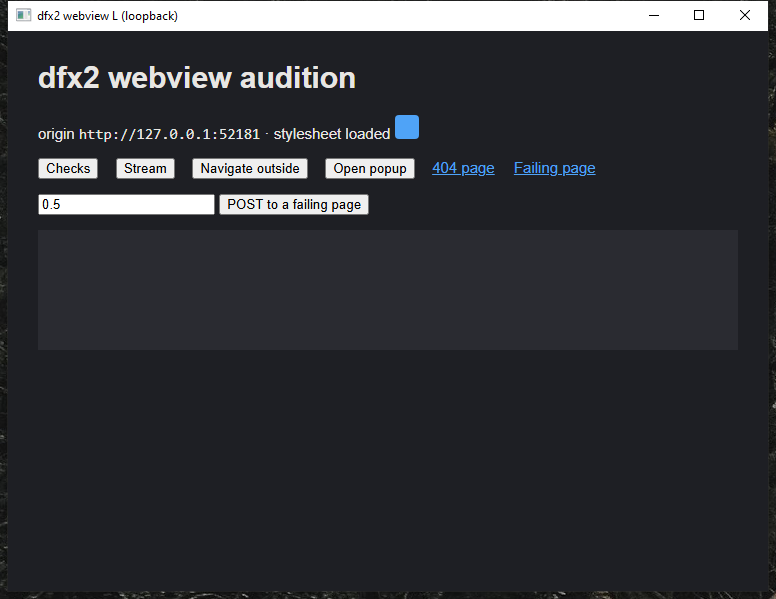 dfx2 webview L (loopback)
dfx2 webview audition
origin http://127.0.0.1:52181 · stylesheet loaded
Checks Stream Navigate outside Open popup 404 page Failing page
0.5 POST to a failing page